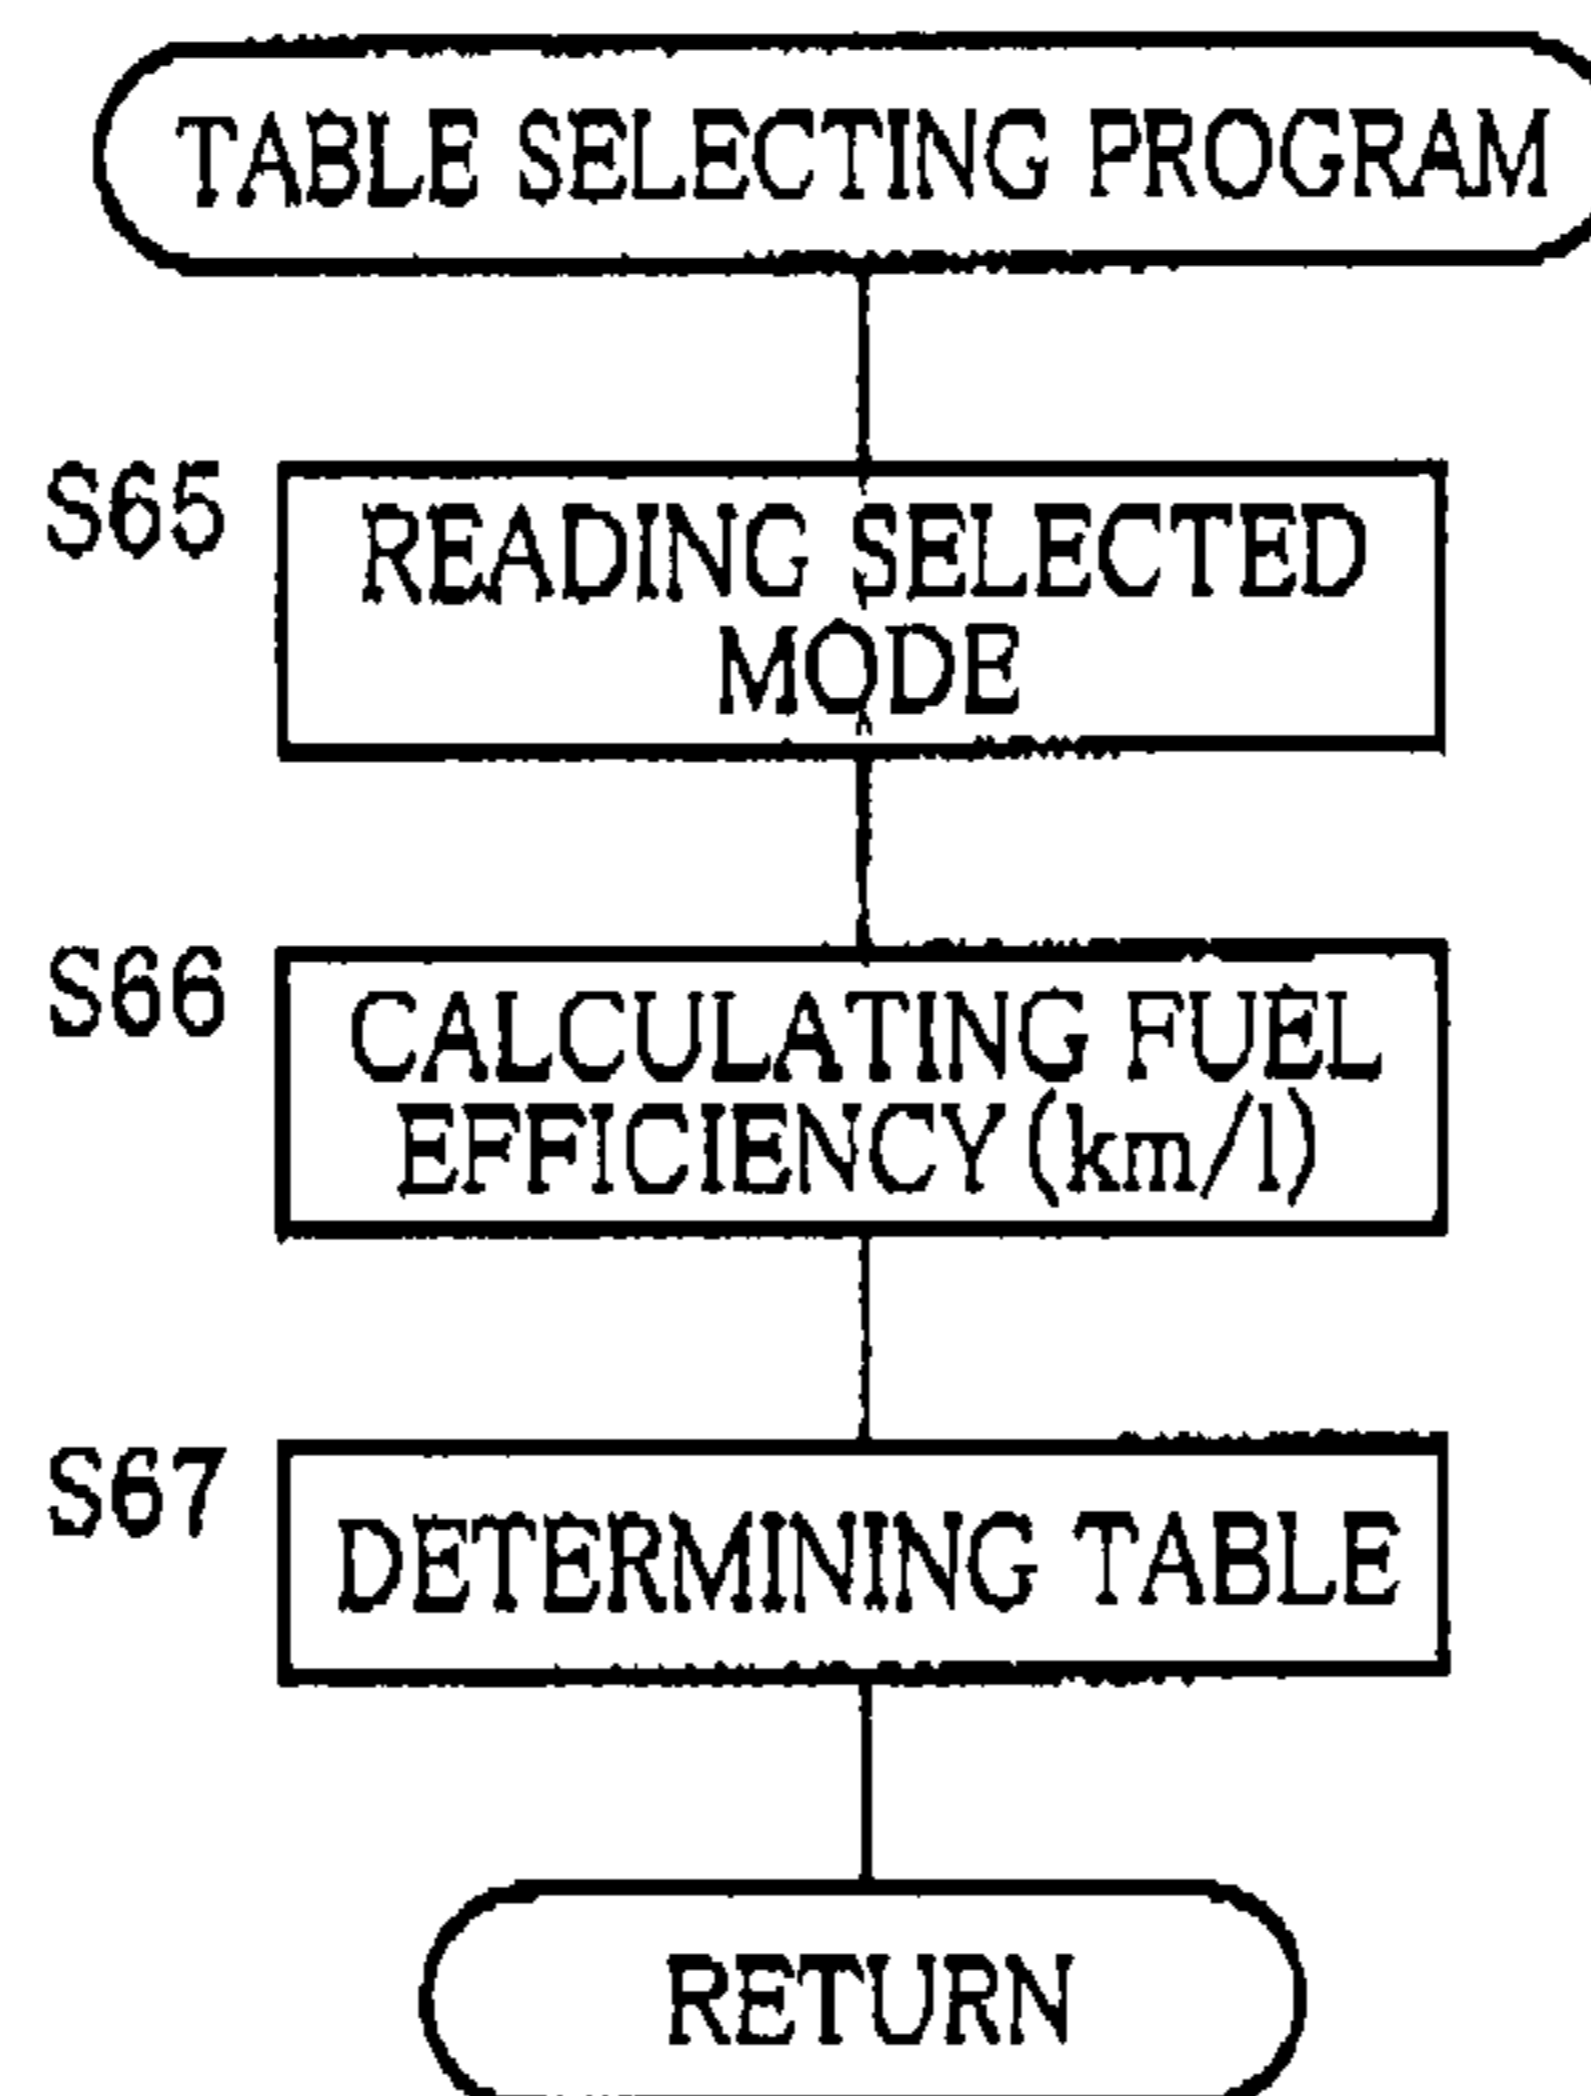 TABLE SELECTING PROGRAM
S65
READING SELECTED
MODE
S66
CALCULATING FUEL
EFFICIENCY(km/l)
S67
DETERMINING TABLE
RETURN